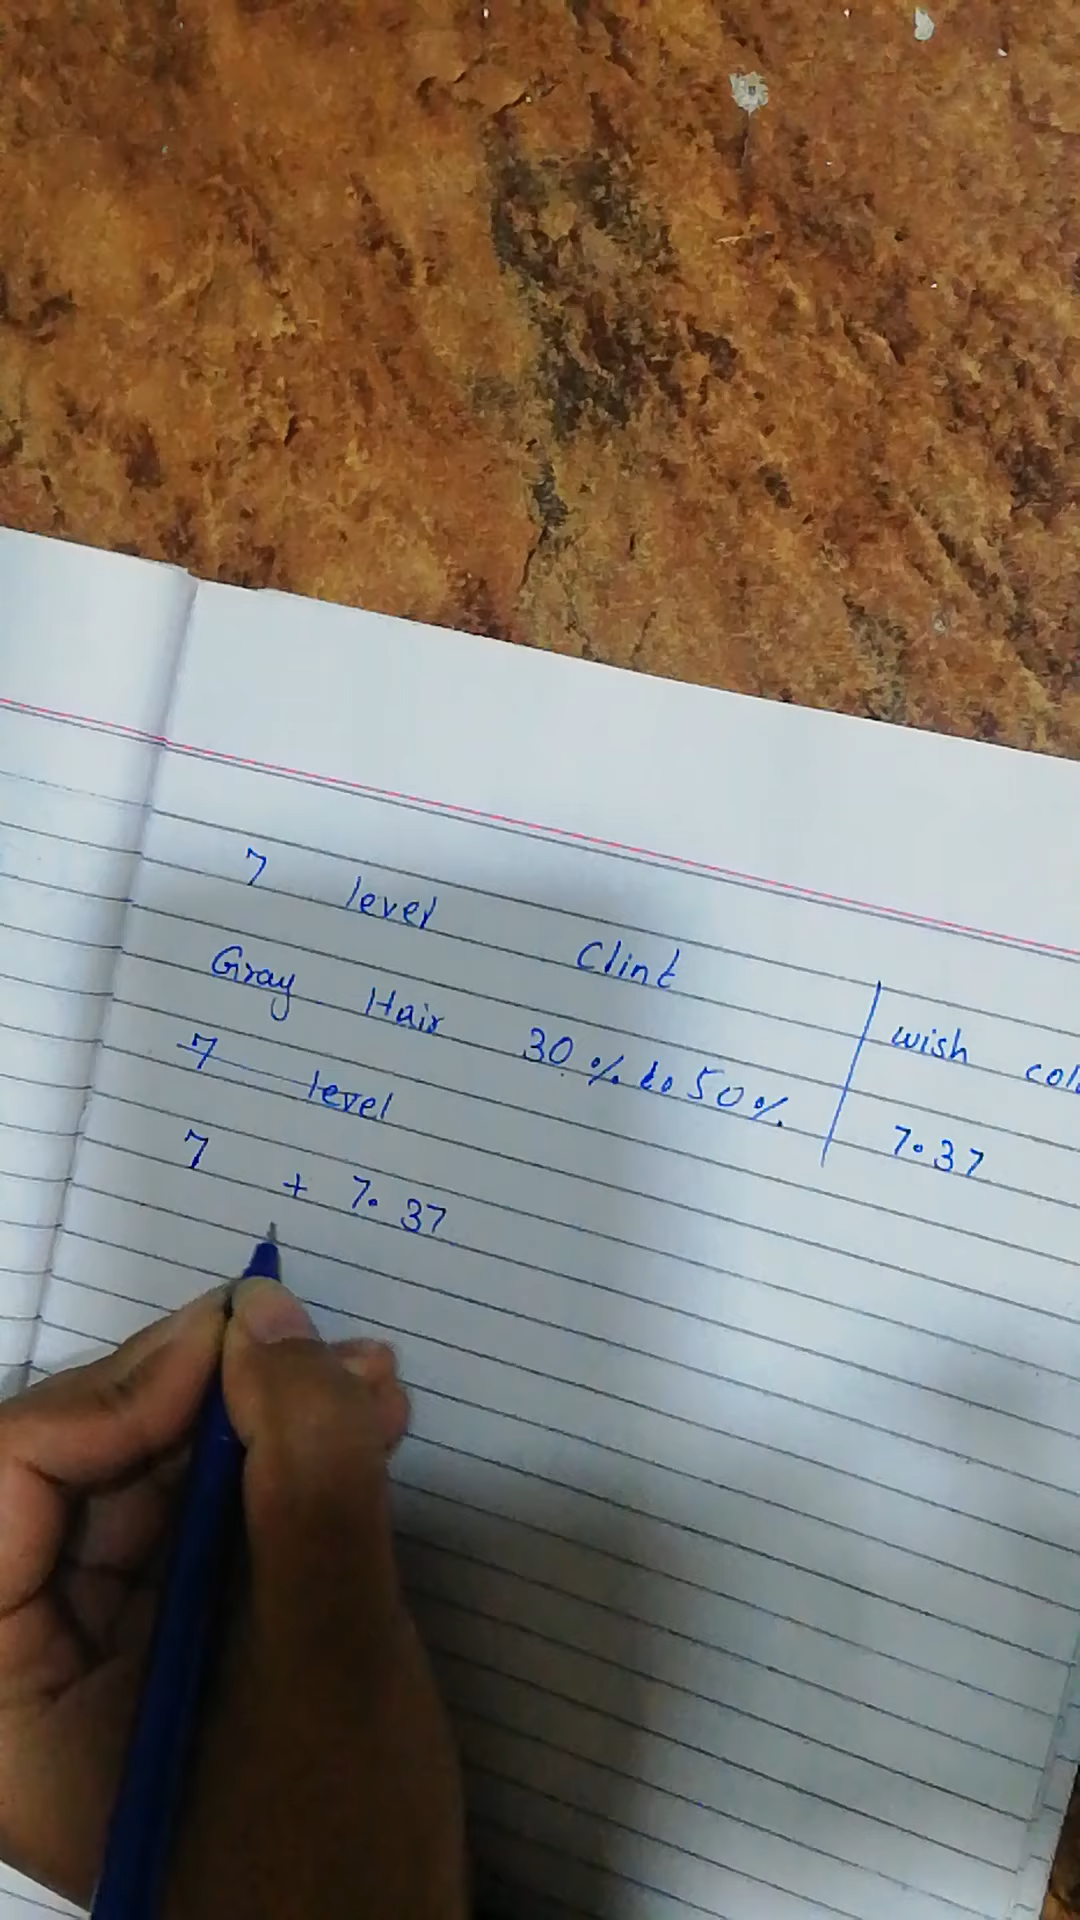 7 level Clint
Gray Hair 30% to 50%
7 level
7 + 7.37
wish
7.37